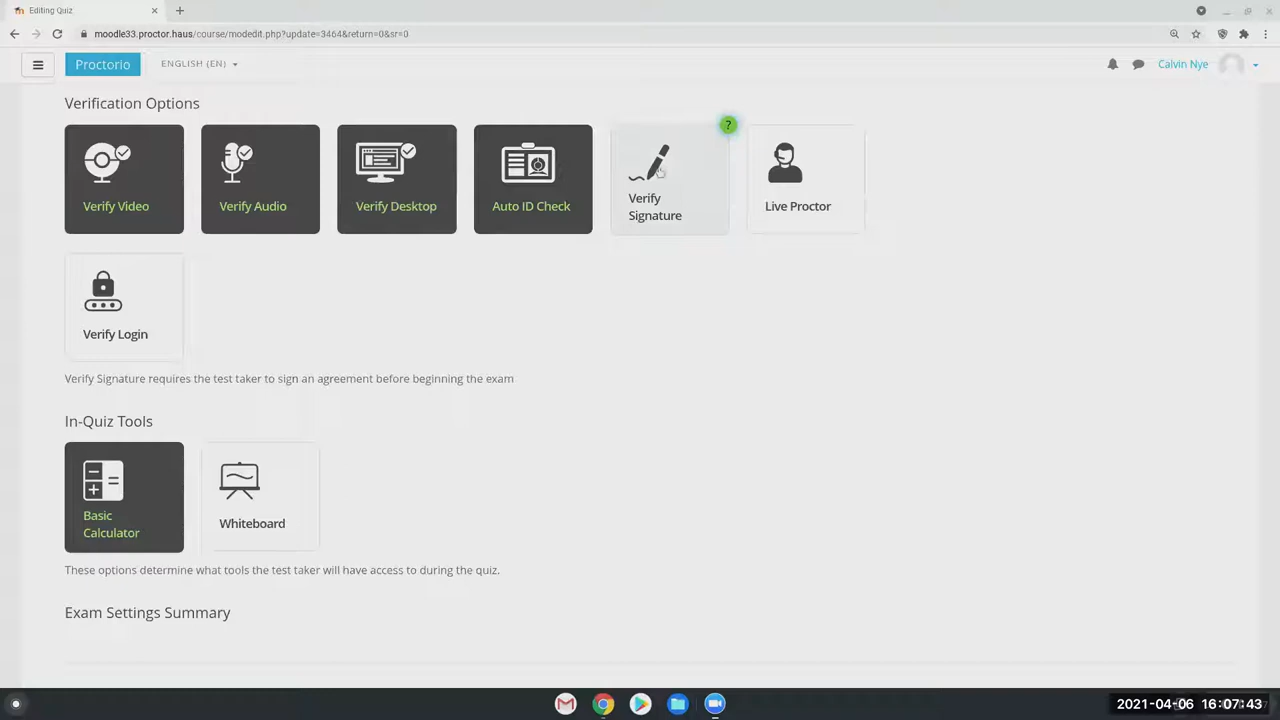 Editing Quiz
moodle33.proctor.haus/course/modedit.php?update=3464&return=0&sr=0
Proctorio
ENGLISH (EN)
Calvin Nye
Verification Options
?
Verify Video
Verify Audio
Verify Desktop
Auto ID Check
Verify
Signature
Live Proctor
Verify Login
Verify Signature requires the test taker to sign an agreement before beginning the exam
In-Quiz Tools
Basic
Calculator
Whiteboard
These options determine what tools the test taker will have access to during the quiz.
Exam Settings Summary
2021-04-06 16:07:43